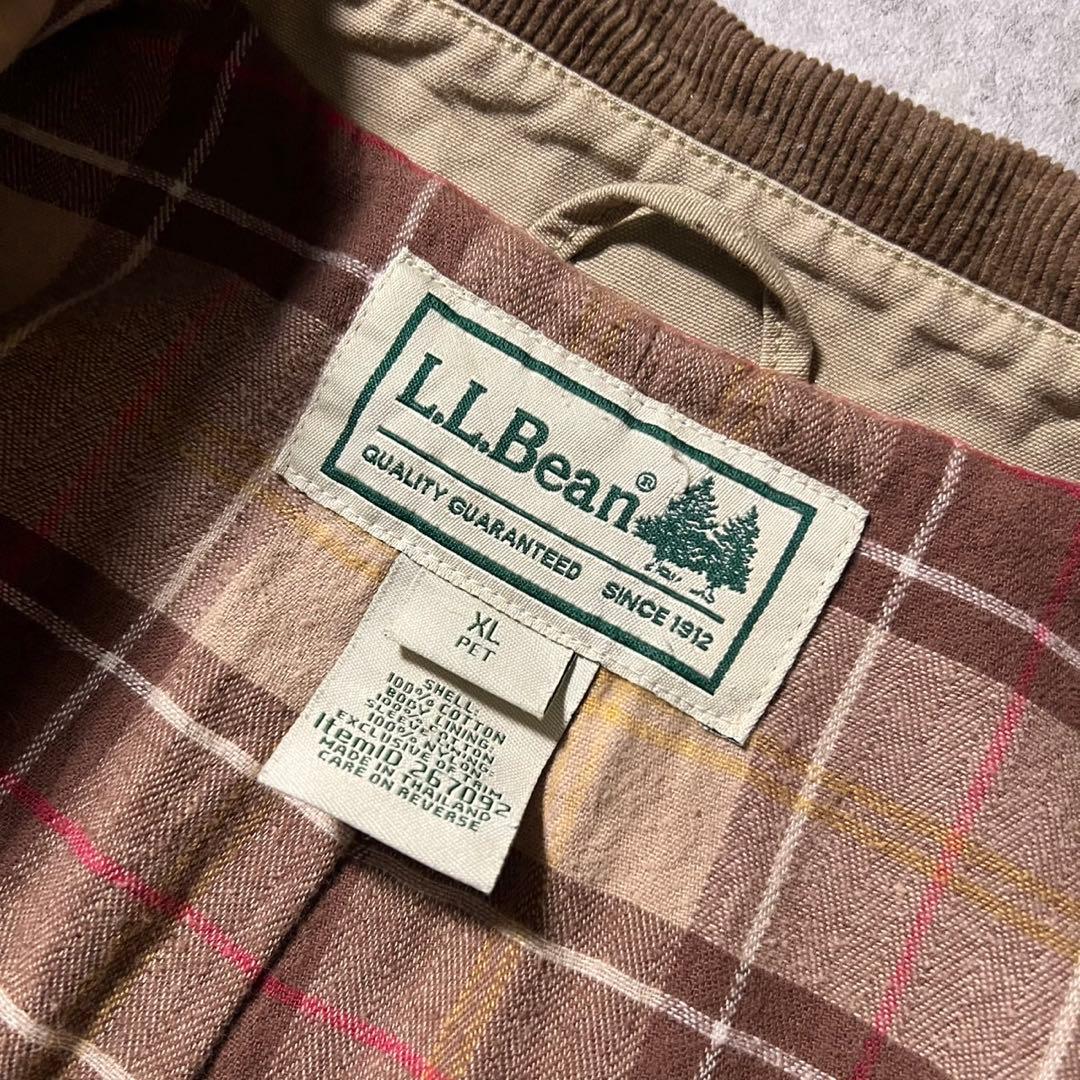 L.L.Bean®
QUALITY GUARANTEED SINCE 1912
XL
PET
SHELL:
100% COTTON
BODY LINING:
100% COTTON
SLEEVE LINING:
100% NYLON
EXCLUSIVE OF TRIM
ItemID 267092
MADE IN THAILAND
CARE ON REVERSE